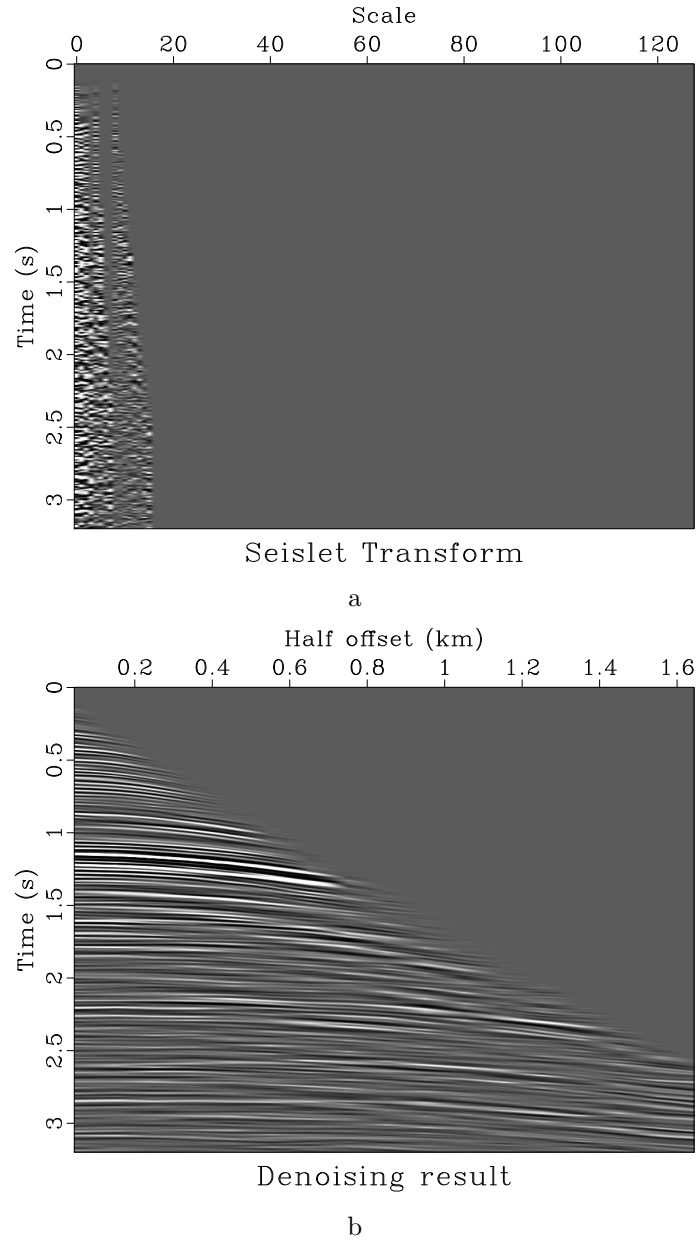 Scale
0 20 40 60 80 100 120
0
0.5
1
1.5
2
2.5
3
Time (s)
Seislet Transform
a
Half offset (km)
0.2 0.4 0.6 0.8 1 1.2 1.4 1.6
0
0.5
1
1.5
2
2.5
3
Time (s)
Denoising result
b